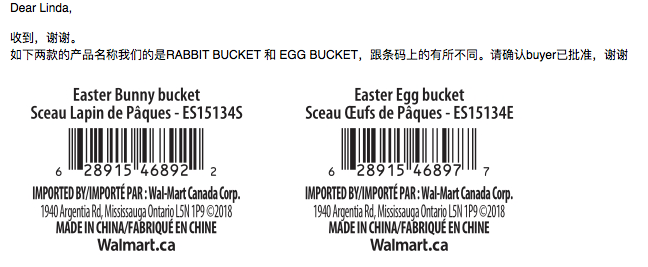 Dear Linda,
收到，谢谢。
如下两款的产品名称我们的是RABBIT BUCKET 和 EGG BUCKET，跟条码上的有所不同。请确认buyer已批准，谢谢
Easter Bunny bucket
Sceau Lapin de Pâques - ES15134S
6 28915 46892 2
IMPORTED BY/IMPORTÉ PAR : Wal-Mart Canada Corp.
1940 Argentia Rd, Mississauga Ontario L5N 1P9 ©2018
MADE IN CHINA/FABRIQUÉ EN CHINE
Walmart.ca
Easter Egg bucket
Sceau Œufs de Pâques - ES15134E
6 28915 46897 7
IMPORTED BY/IMPORTÉ PAR : Wal-Mart Canada Corp.
1940 Argentia Rd, Mississauga Ontario L5N 1P9 ©2018
MADE IN CHINA/FABRIQUÉ EN CHINE
Walmart.ca